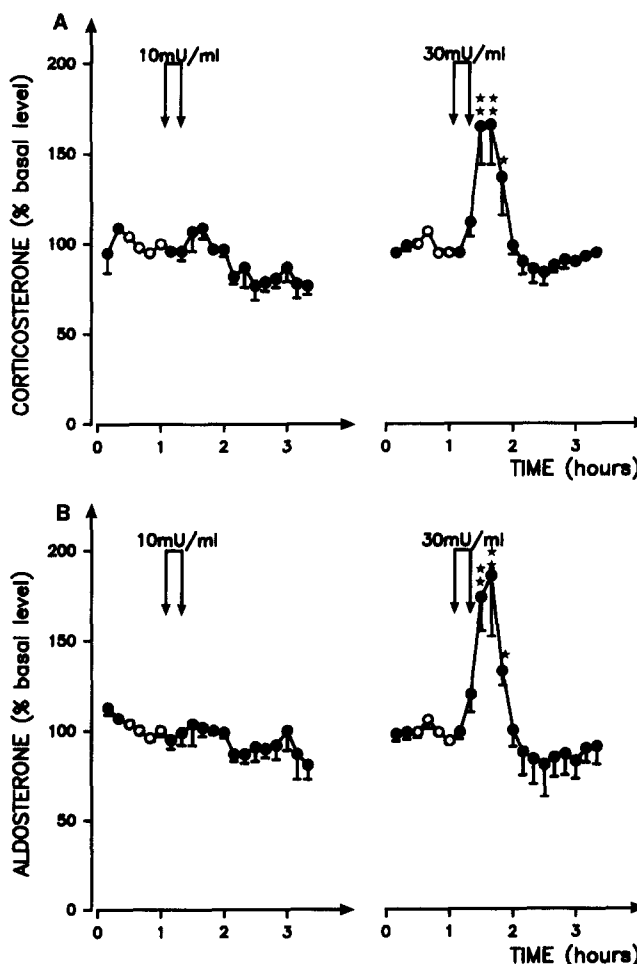 A
10mU/ml
30mU/ml
CORTICOSTERONE (% basal level)
200
150
100
50
0
0 1 2 3
0 1 2 3
TIME (hours)
B
10mU/ml
30mU/ml
ALDOSTERONE (% basal level)
200
150
100
50
0
0 1 2 3
0 1 2 3
TIME (hours)